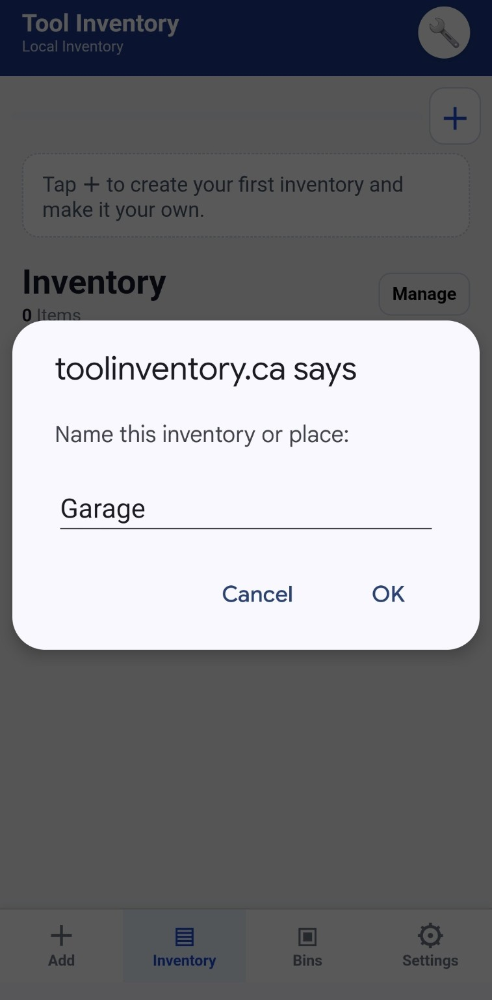 Tool Inventory
Local Inventory
+
Tap + to create your first inventory and
make it your own.
Inventory
Manage
0 Items
toolinventory.ca says
Name this inventory or place:
Garage
Cancel
OK
Add
Inventory
Bins
Settings